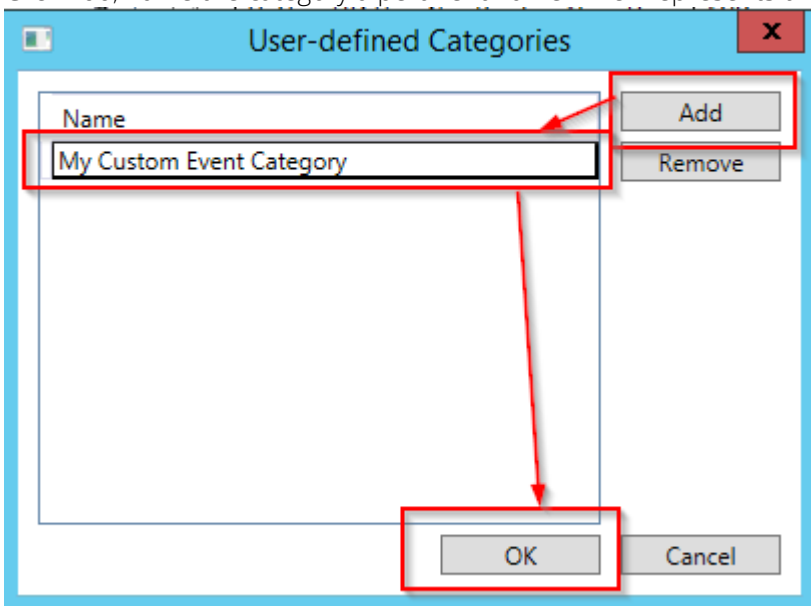 User-defined Categories
x
Name
Add
My Custom Event Category
Remove
OK
Cancel